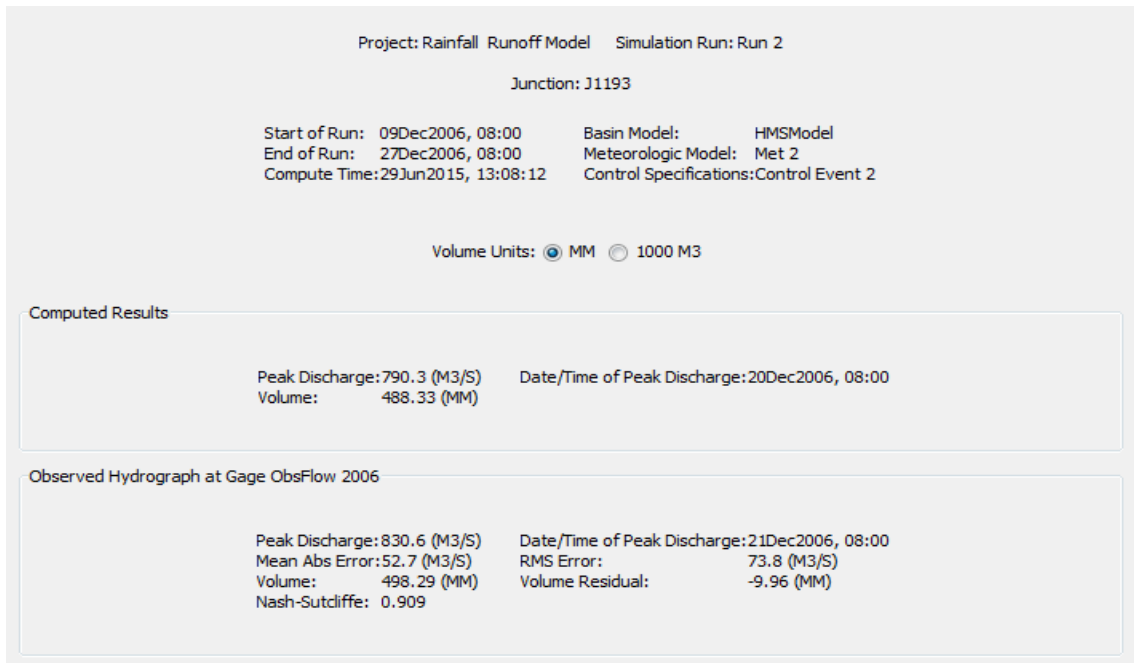 Project: Rainfall Runoff Model Simulation Run: Run 2
Junction: J1193
Start of Run: 09Dec2006, 08:00 Basin Model: HMSModel
End of Run: 27Dec2006, 08:00 Meteorologic Model: Met 2
Compute Time:29Jun2015, 13:08:12 Control Specifications:Control Event 2
Volume Units: MM 1000 M3
Computed Results
Peak Discharge:790.3 (M3/S) Date/Time of Peak Discharge:20Dec2006, 08:00
Volume: 488.33 (MM)
Observed Hydrograph at Gage ObsFlow 2006
Peak Discharge:830.6 (M3/S) Date/Time of Peak Discharge:21Dec2006, 08:00
Mean Abs Error:52.7 (M3/S) RMS Error: 73.8 (M3/S)
Volume: 498.29 (MM) Volume Residual: -9.96 (MM)
Nash-Sutcliffe: 0.909